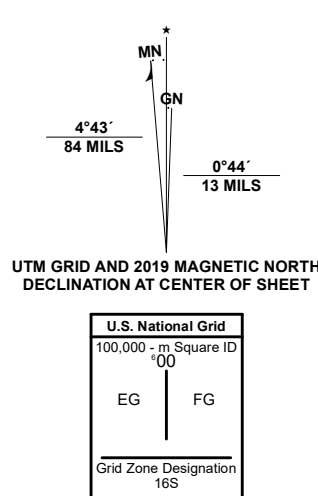 ★
MN
GN
4°43´
84 MILS
0°44´
13 MILS
UTM GRID AND 2019 MAGNETIC NORTH
DECLINATION AT CENTER OF SHEET
U.S. National Grid
100,000 - m Square ID
⁶00
EG FG
Grid Zone Designation
16S